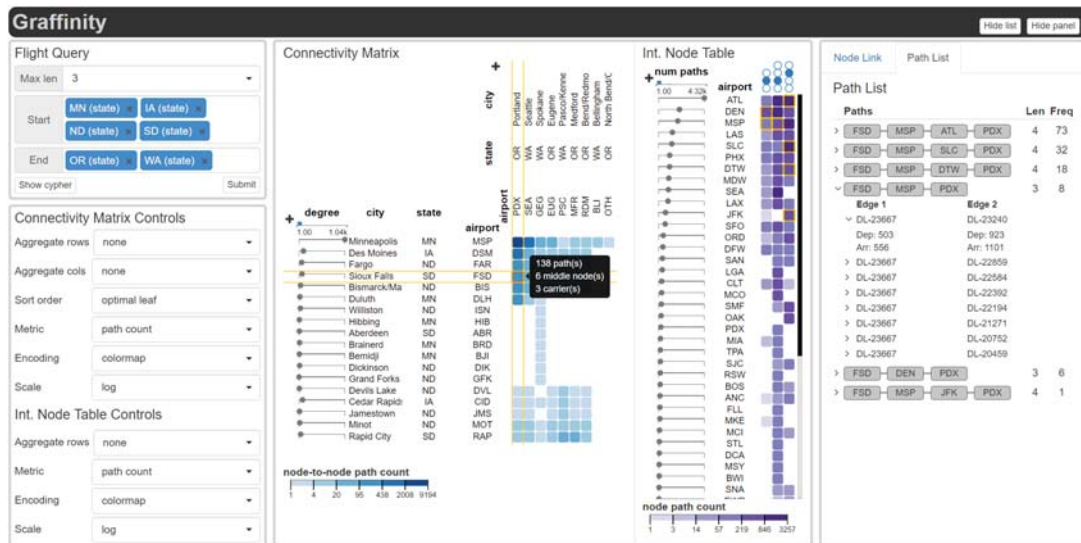 Graffinity
Hide list
Hide panel
Flight Query
Max len 3
Start
MN (state) ×
IA (state) ×
ND (state) ×
SD (state) ×
End
OR (state) ×
WA (state) ×
Show cypher
Submit
Connectivity Matrix Controls
Aggregate rows none
Aggregate cols none
Sort order optimal leaf
Metric path count
Encoding colormap
Scale log
Int. Node Table Controls
Aggregate rows none
Metric path count
Encoding colormap
Scale log
Connectivity Matrix
city
Portland
Seattle
Spokane
Eugene
Pasco/Kenne
Medford
Bend/Redmo
Bellingham
North Bend/C
state
OR
WA
WA
OR
WA
OR
OR
WA
OR
airport
PDX
SEA
GEG
EUG
PSC
MFR
RDM
BLI
OTH
degree city state airport
1.00 1.04k
Minneapolis MN MSP
Des Moines IA DSM
Fargo ND FAR
Sioux Falls SD FSD
Bismarck/Ma ND BIS
Duluth MN DLH
Williston ND ISN
Hibbing MN HIB
Aberdeen SD ABR
Brainerd MN BRD
Bemidji MN BJI
Dickinson ND DIK
Grand Forks ND GFK
Devils Lake ND DVL
Cedar Rapids IA CID
Jamestown ND JMS
Minot ND MOT
Rapid City SD RAP
138 path(s)
6 middle node(s)
3 carrier(s)
node-to-node path count
1 4 20 95 438 2008 9194
Int. Node Table
num paths
1.00 4.32k
airport
ATL
DEN
MSP
LAS
SLC
PHX
DTW
MDW
SEA
LAX
JFK
SFO
ORD
DFW
SAN
LGA
CLT
MCO
SMF
OAK
PDX
MIA
TPA
SJC
RSW
BOS
ANC
FLL
MKE
MCI
STL
DCA
MSY
BWI
SNA
node path count
1 3 14 57 219 846 3257
Node Link
Path List
Path List
Paths Len Freq
FSD MSP ATL PDX 4 73
FSD MSP SLC PDX 4 32
FSD MSP DTW PDX 4 18
FSD MSP PDX 3 8
Edge 1 Edge 2
DL-23667 DL-23240
Dep: 503 Dep: 923
Arr: 556 Arr: 1101
DL-23667 DL-22859
DL-23667 DL-22584
DL-23667 DL-22392
DL-23667 DL-22194
DL-23667 DL-21271
DL-23667 DL-20752
DL-23667 DL-20459
FSD DEN PDX 3 6
FSD MSP JFK PDX 4 1